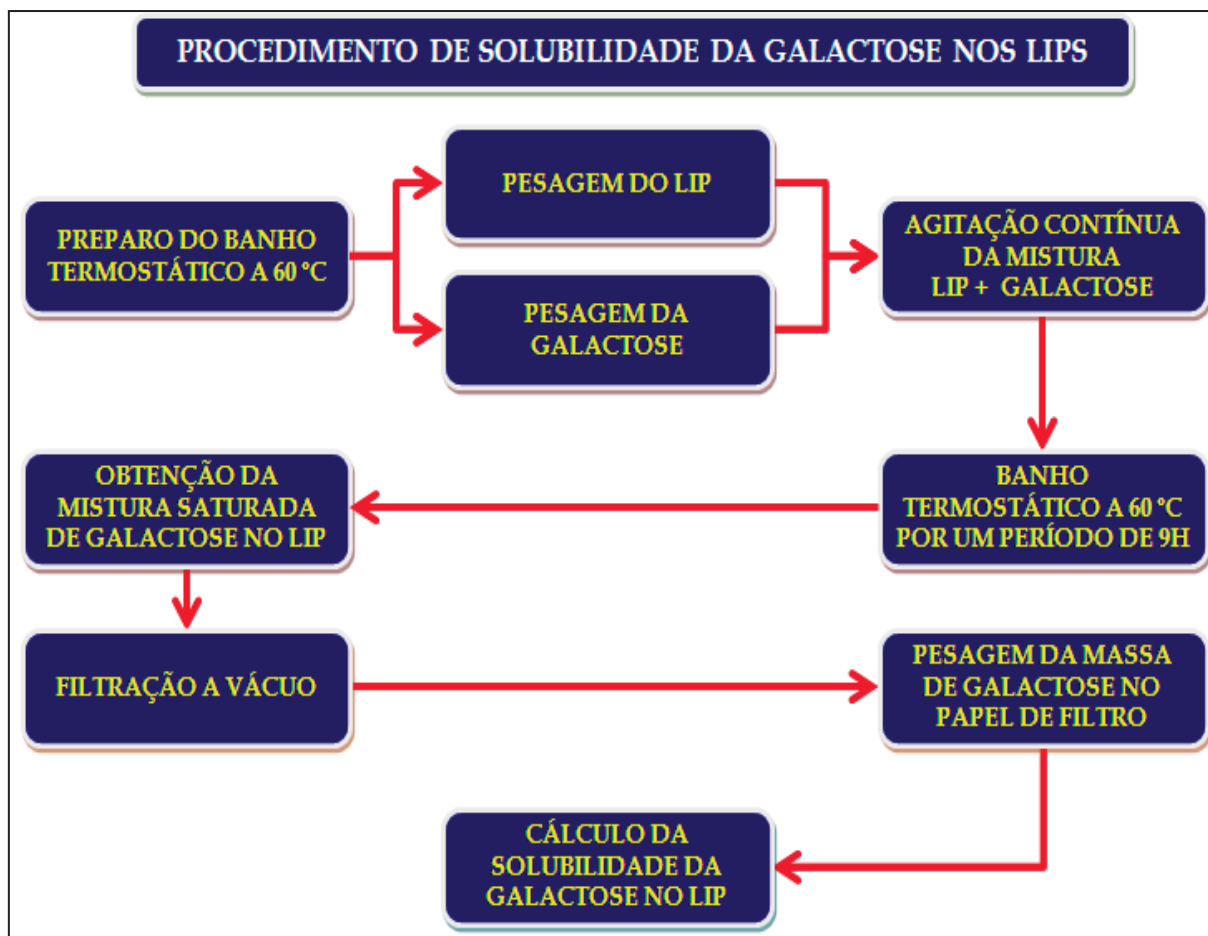 PROCEDIMENTO DE SOLUBILIDADE DA GALACTOSE NOS LIPS
PREPARO DO BANHO
TERMOSTÁTICO A 60 °C
PESAGEM DO LIP
PESAGEM DA
GALACTOSE
AGITAÇÃO CONTÍNUA
DA MISTURA
LIP + GALACTOSE
BANHO
TERMOSTÁTICO A 60 °C
POR UM PERÍODO DE 9H
OBTENÇÃO DA
MISTURA SATURADA
DE GALACTOSE NO LIP
FILTRAÇÃO A VÁCUO
PESAGEM DA MASSA
DE GALACTOSE NO
PAPEL DE FILTRO
CÁLCULO DA
SOLUBILIDADE DA
GALACTOSE NO LIP